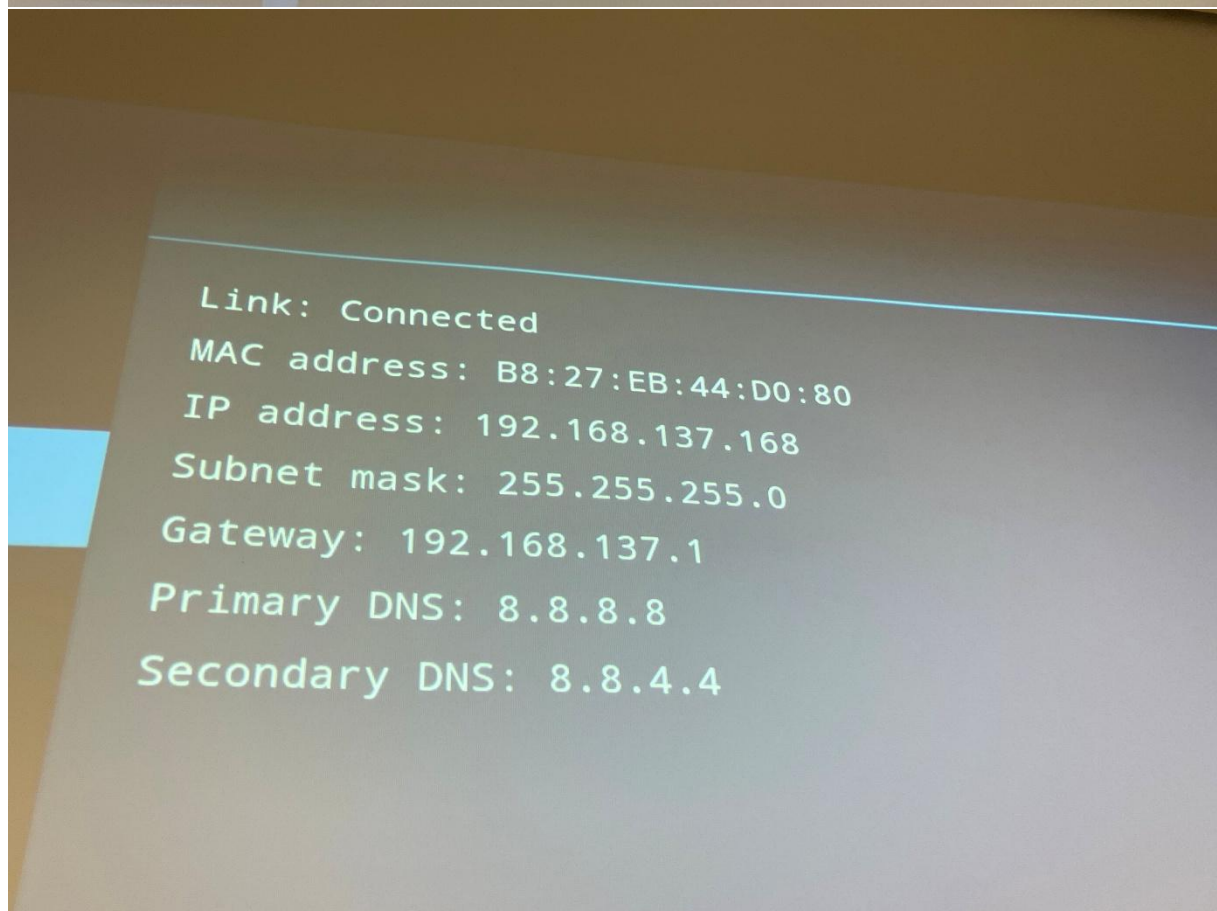 Link: Connected
MAC address: B8:27:EB:44:D0:80
IP address: 192.168.137.168
Subnet mask: 255.255.255.0
Gateway: 192.168.137.1
Primary DNS: 8.8.8.8
Secondary DNS: 8.8.4.4